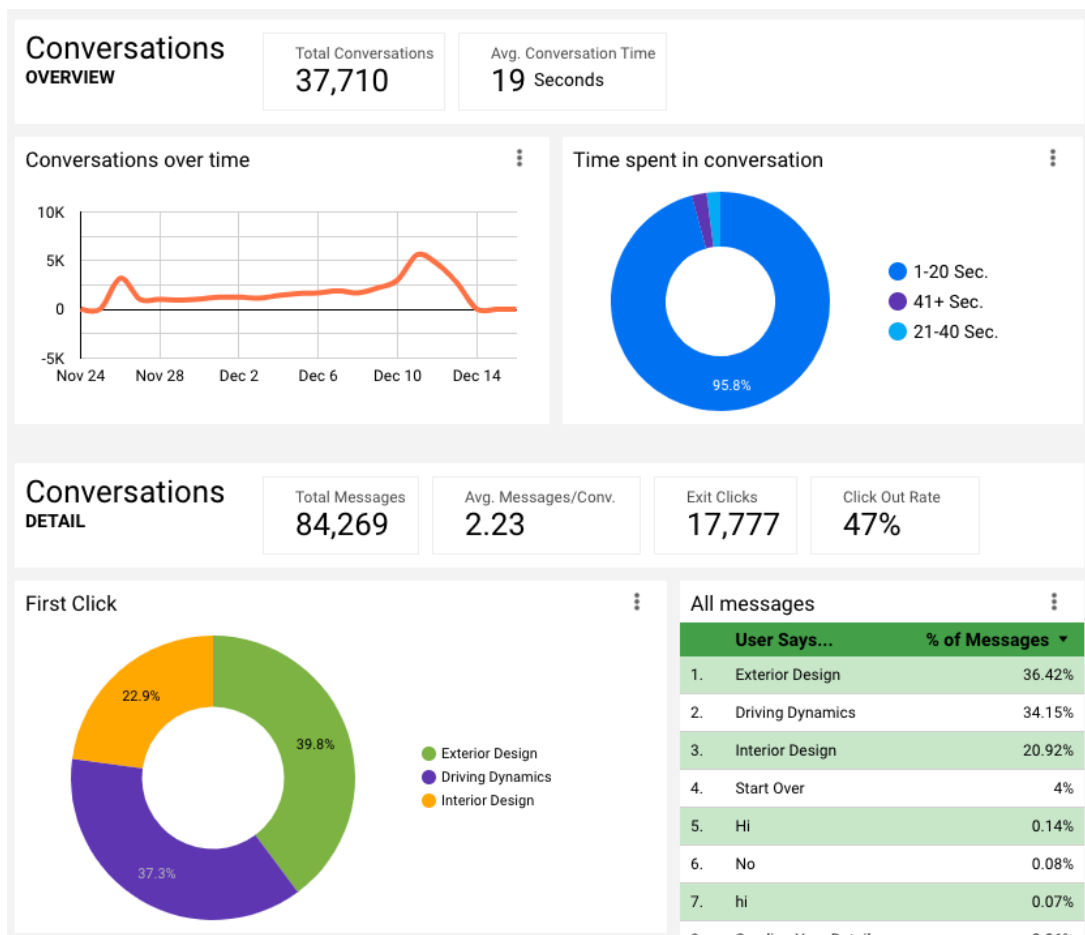 Conversations
OVERVIEW
Total Conversations
37,710
Avg. Conversation Time
19 Seconds
Conversations over time
10K
5K
0
-5K
Nov 24 Nov 28 Dec 2 Dec 6 Dec 10 Dec 14
Time spent in conversation
95.8%
1-20 Sec.
41+ Sec.
21-40 Sec.
Conversations
DETAIL
Total Messages
84,269
Avg. Messages/Conv.
2.23
Exit Clicks
17,777
Click Out Rate
47%
First Click
22.9%
39.8%
37.3%
Exterior Design
Driving Dynamics
Interior Design
All messages
User Says... % of Messages
1. Exterior Design 36.42%
2. Driving Dynamics 34.15%
3. Interior Design 20.92%
4. Start Over 4%
5. Hi 0.14%
6. No 0.08%
7. hi 0.07%